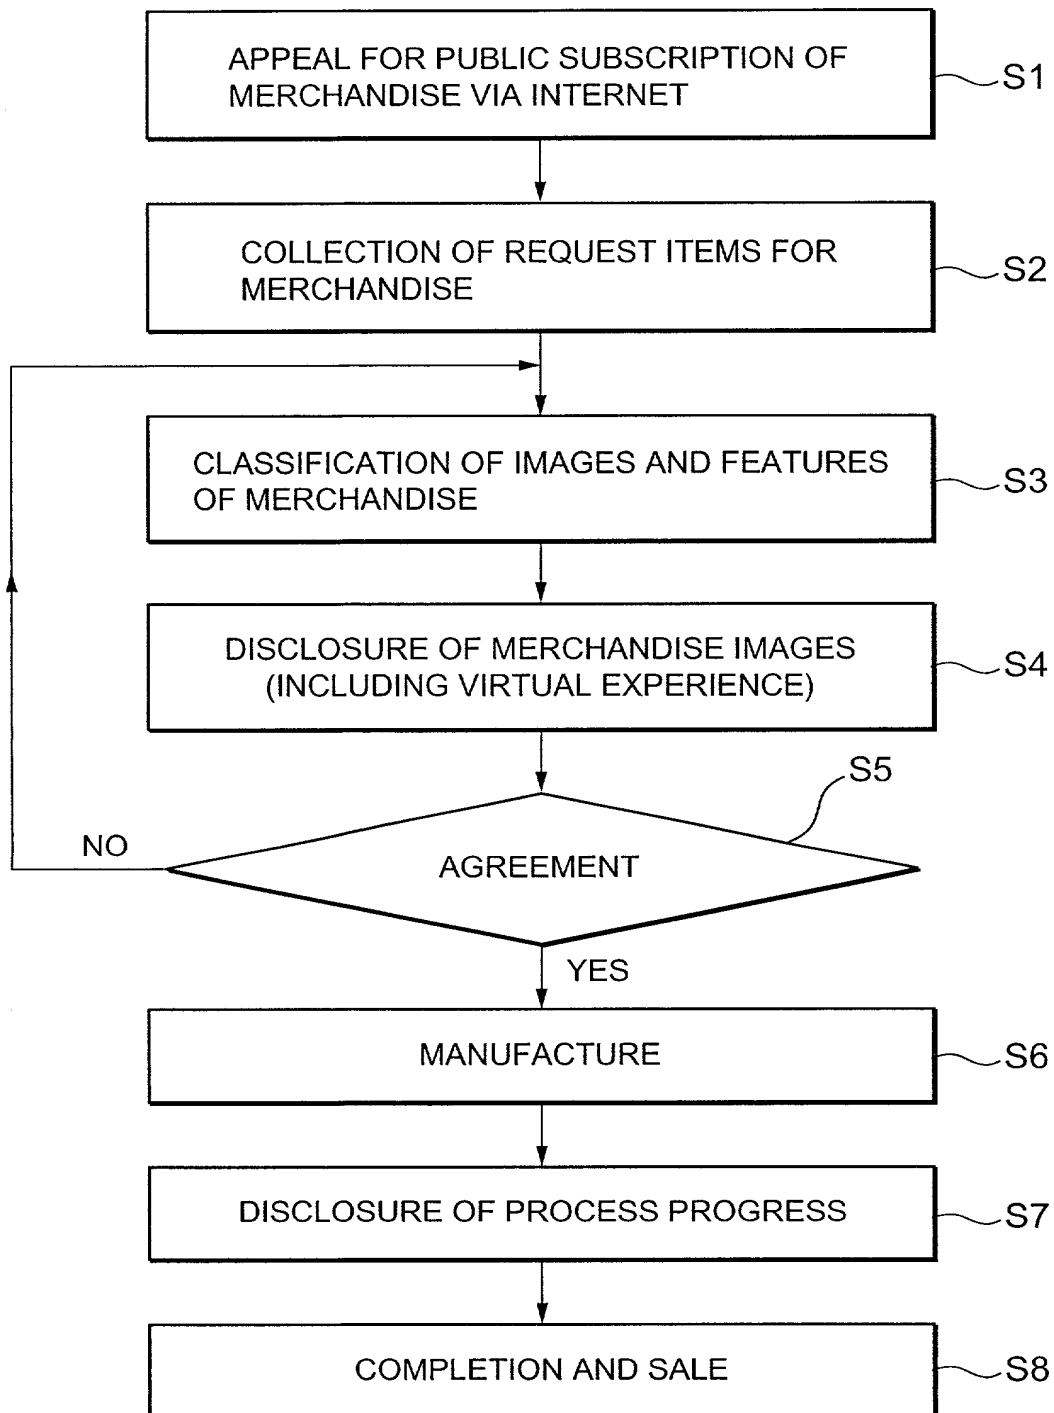 APPEAL FOR PUBLIC SUBSCRIPTION OF
MERCHANDISE VIA INTERNET
S1
COLLECTION OF REQUEST ITEMS FOR
MERCHANDISE
S2
CLASSIFICATION OF IMAGES AND FEATURES
OF MERCHANDISE
S3
DISCLOSURE OF MERCHANDISE IMAGES
(INCLUDING VIRTUAL EXPERIENCE)
S4
S5
NO
AGREEMENT
YES
MANUFACTURE
S6
DISCLOSURE OF PROCESS PROGRESS
S7
COMPLETION AND SALE
S8